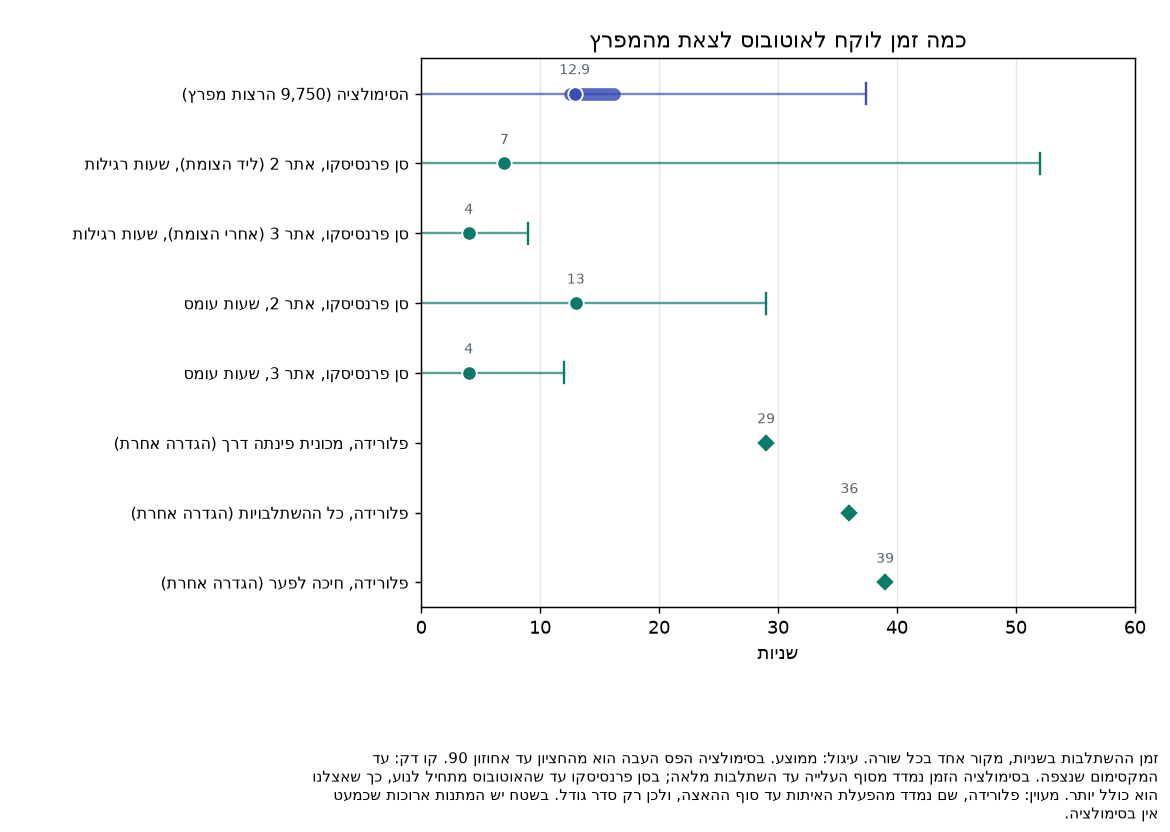 כמה זמן לוקח לאוטובוס לצאת מהמפרץ
הסימולציה (9,750 הרצות מפרץ)
12.9
סן פרנסיסקו, אתר 2 (ליד הצומת), שעות רגילות
7
סן פרנסיסקו, אתר 3 (אחרי הצומת), שעות רגילות
4
סן פרנסיסקו, אתר 2, שעות עומס
13
סן פרנסיסקו, אתר 3, שעות עומס
4
פלורידה, מכונית פינתה דרך (הגדרה אחרת)
29
פלורידה, כל ההשתלבויות (הגדרה אחרת)
36
פלורידה, חיכה לפער (הגדרה אחרת)
39
0 10 20 30 40 50 60
שניות
זמן ההשתלבות בשניות, מקור אחד בכל שורה. עיגול: ממוצע. בסימולציה הפס העבה הוא מהחציון עד אחוזון 90. קו דק: עד
המקסימום שנצפה. בסימולציה הזמן נמדד מסוף העלייה עד השתלבות מלאה; בסן פרנסיסקו עד שהאוטובוס מתחיל לנוע, כך שאצלנו
הוא כולל יותר. מעוין: פלורידה, שם נמדד מהפעלת האיתות עד סוף ההאצה, ולכן רק סדר גודל. בשטח יש המתנות ארוכות שכמעט
אין בסימולציה.